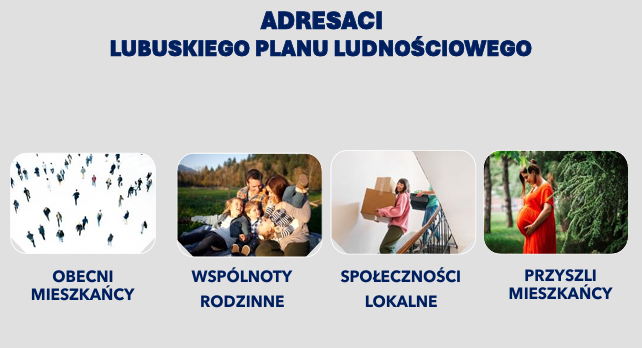 ADRESACI
LUBUSKIEGO PLANU LUDNOŚCIOWEGO
OBECNI
MIESZKAŃCY
WSPÓLNOTY
RODZINNE
SPOŁECZNOŚCI
LOKALNE
PRZYSZLI
MIESZKAŃCY